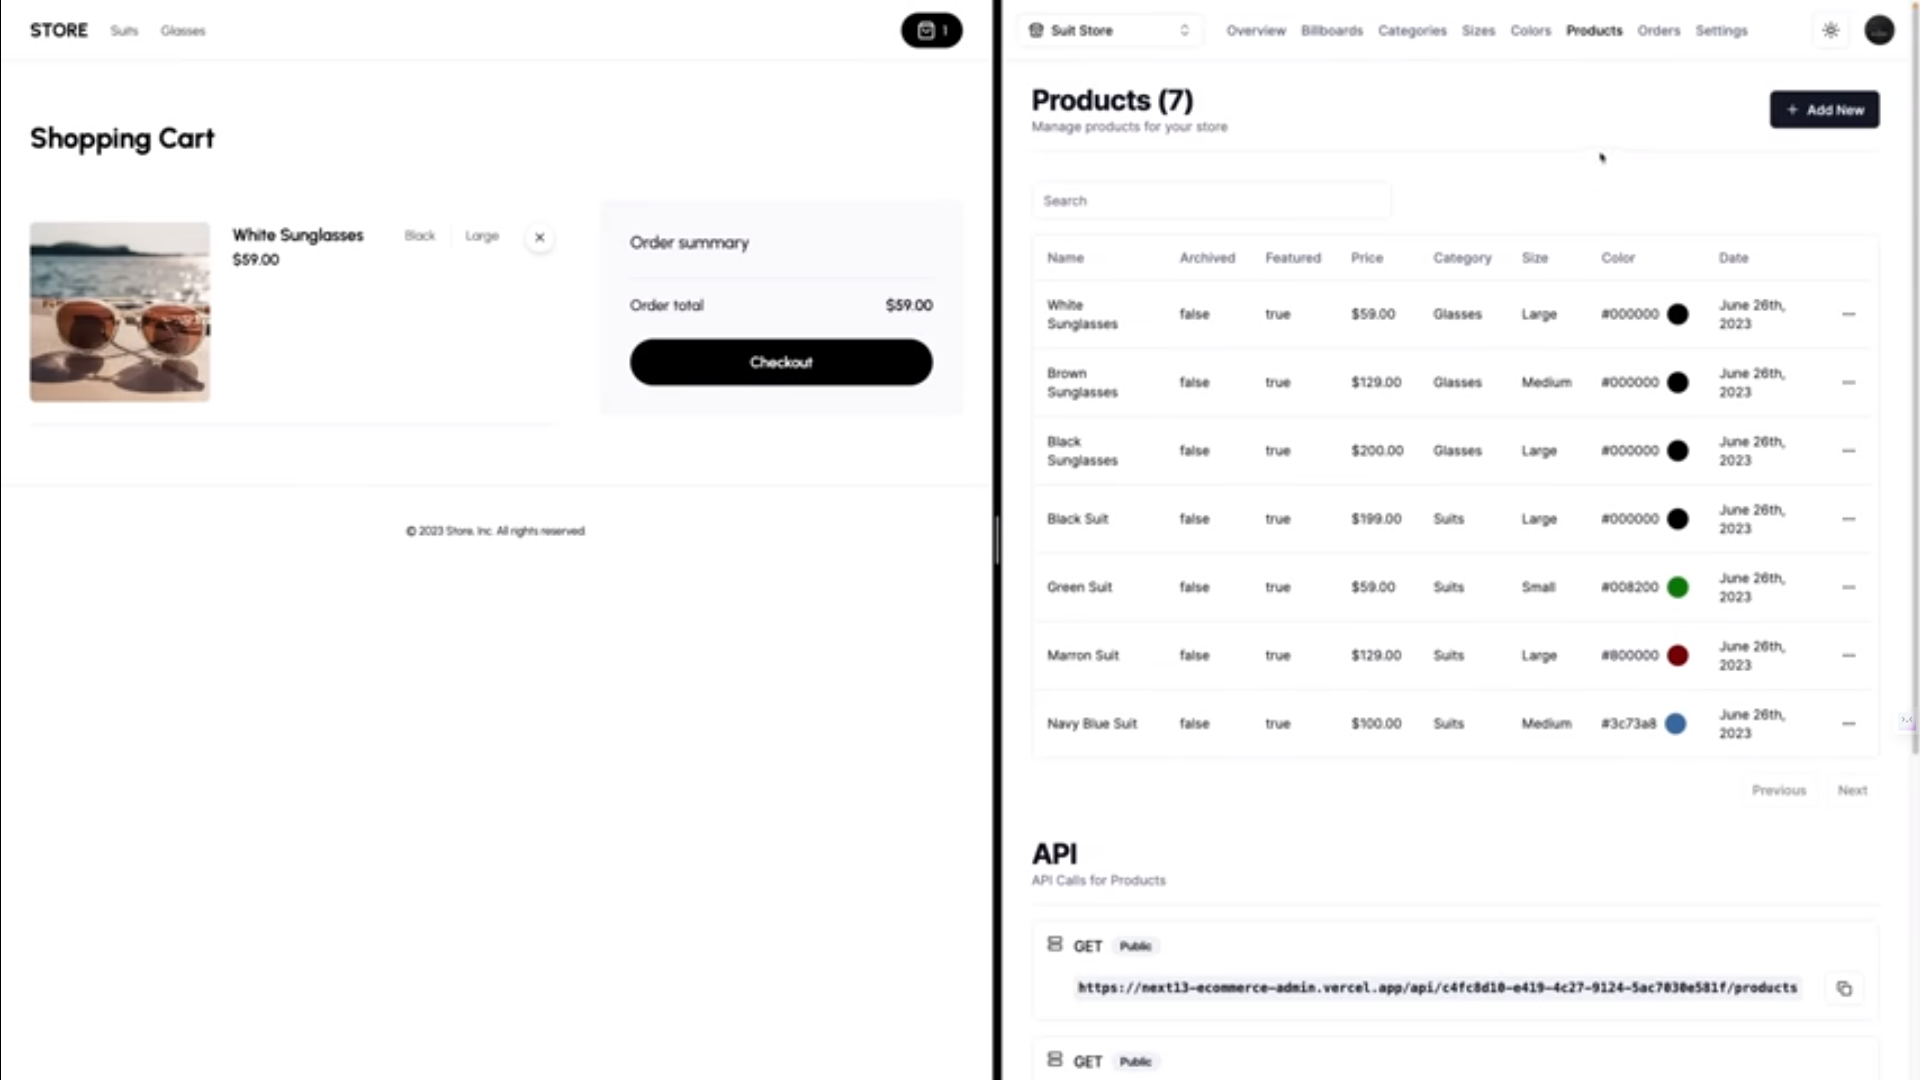 STORE Suits Glasses 1
Shopping Cart
White Sunglasses Black Large
$59.00
Order summary
Order total $59.00
Checkout
© 2023 Store, Inc. All rights reserved.
Suit Store Overview Billboards Categories Sizes Colors Products Orders Settings
Products (7)
Manage products for your store
+ Add New
Search
Name Archived Featured Price Category Size Color Date
White Sunglasses false true $59.00 Glasses Large #000000 June 26th, 2023
Brown Sunglasses false true $129.00 Glasses Medium #000000 June 26th, 2023
Black Sunglasses false true $200.00 Glasses Large #000000 June 26th, 2023
Black Suit false true $199.00 Suits Large #000000 June 26th, 2023
Green Suit false true $59.00 Suits Small #008200 June 26th, 2023
Marron Suit false true $129.00 Suits Large #800000 June 26th, 2023
Navy Blue Suit false true $100.00 Suits Medium #3c73a8 June 26th, 2023
Previous Next
API
API Calls for Products
GET Public
https://next13-ecommerce-admin.vercel.app/api/c4fc8d10-e419-4c27-9124-5ac7030e581f/products
GET Public